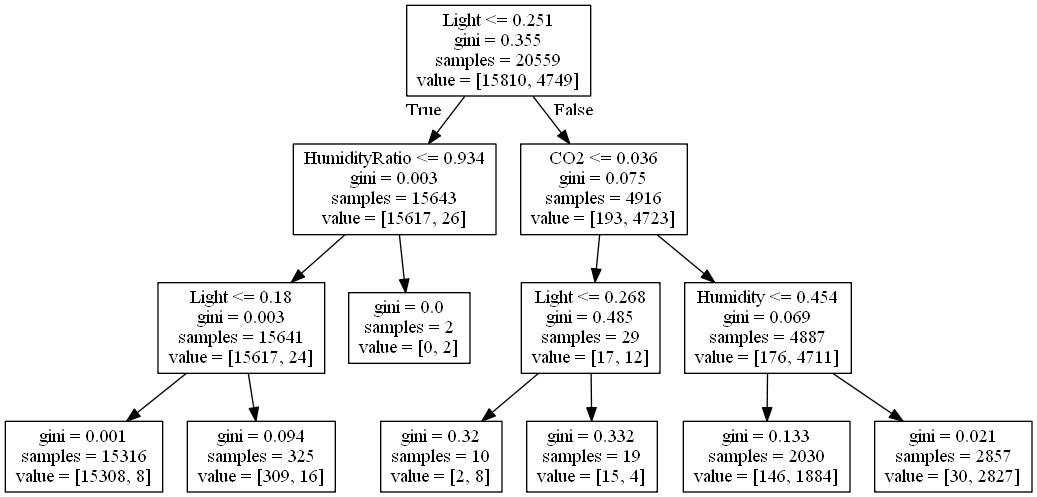 Light <= 0.251
gini = 0.355
samples = 20559
value = [15810, 4749]
True
False
HumidityRatio <= 0.934
gini = 0.003
samples = 15643
value = [15617, 26]
CO2 <= 0.036
gini = 0.075
samples = 4916
value = [193, 4723]
Light <= 0.18
gini = 0.003
samples = 15641
value = [15617, 24]
gini = 0.0
samples = 2
value = [0, 2]
Light <= 0.268
gini = 0.485
samples = 29
value = [17, 12]
Humidity <= 0.454
gini = 0.069
samples = 4887
value = [176, 4711]
gini = 0.001
samples = 15316
value = [15308, 8]
gini = 0.094
samples = 325
value = [309, 16]
gini = 0.32
samples = 10
value = [2, 8]
gini = 0.332
samples = 19
value = [15, 4]
gini = 0.133
samples = 2030
value = [146, 1884]
gini = 0.021
samples = 2857
value = [30, 2827]